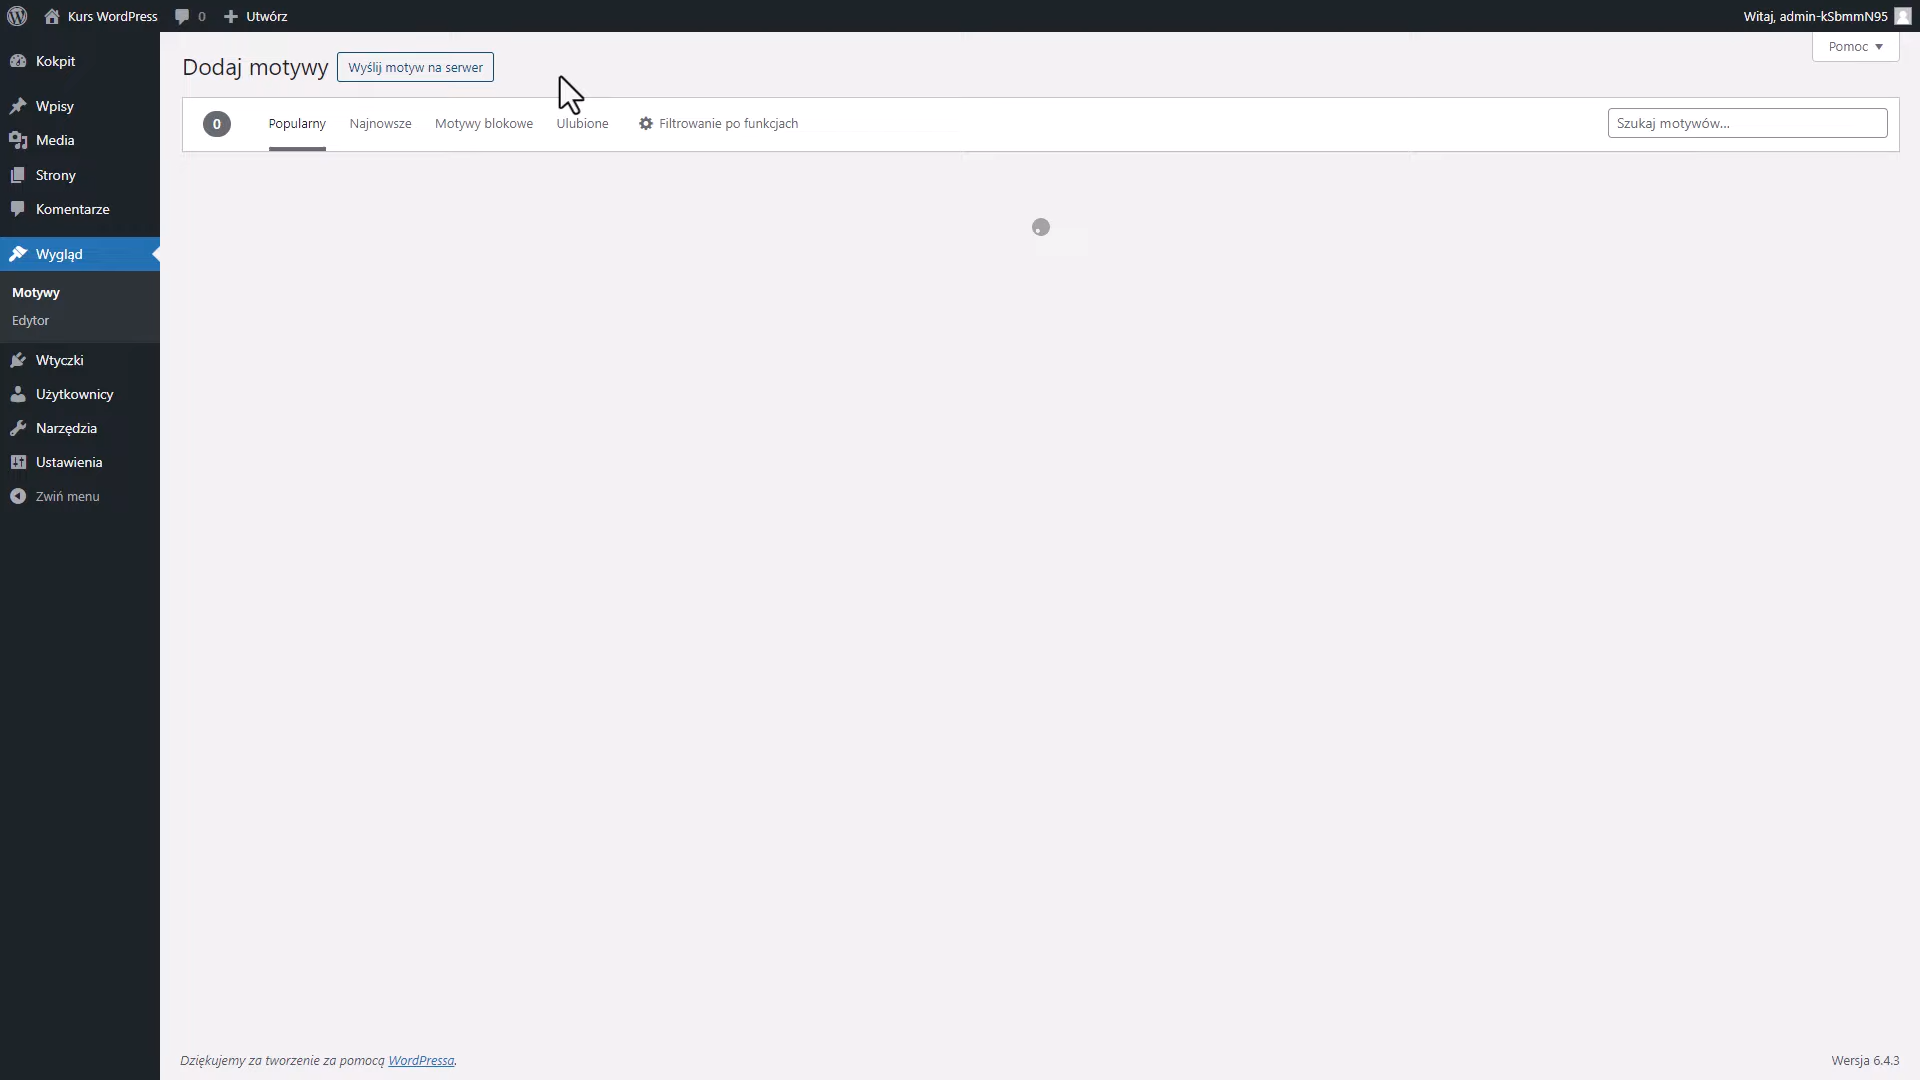 Kurs WordPress
0
Utwórz
Witaj, admin-kSbmmN95
Kokpit
Wpisy
Media
Strony
Komentarze
Wygląd
Motywy
Edytor
Wtyczki
Użytkownicy
Narzędzia
Ustawienia
Zwiń menu
Pomoc
Dodaj motywy
Wyślij motyw na serwer
0 Popularny Najnowsze Motywy blokowe Ulubione Filtrowanie po funkcjach Szukaj motywów...
Dziękujemy za tworzenie za pomocą WordPressa.
Wersja 6.4.3